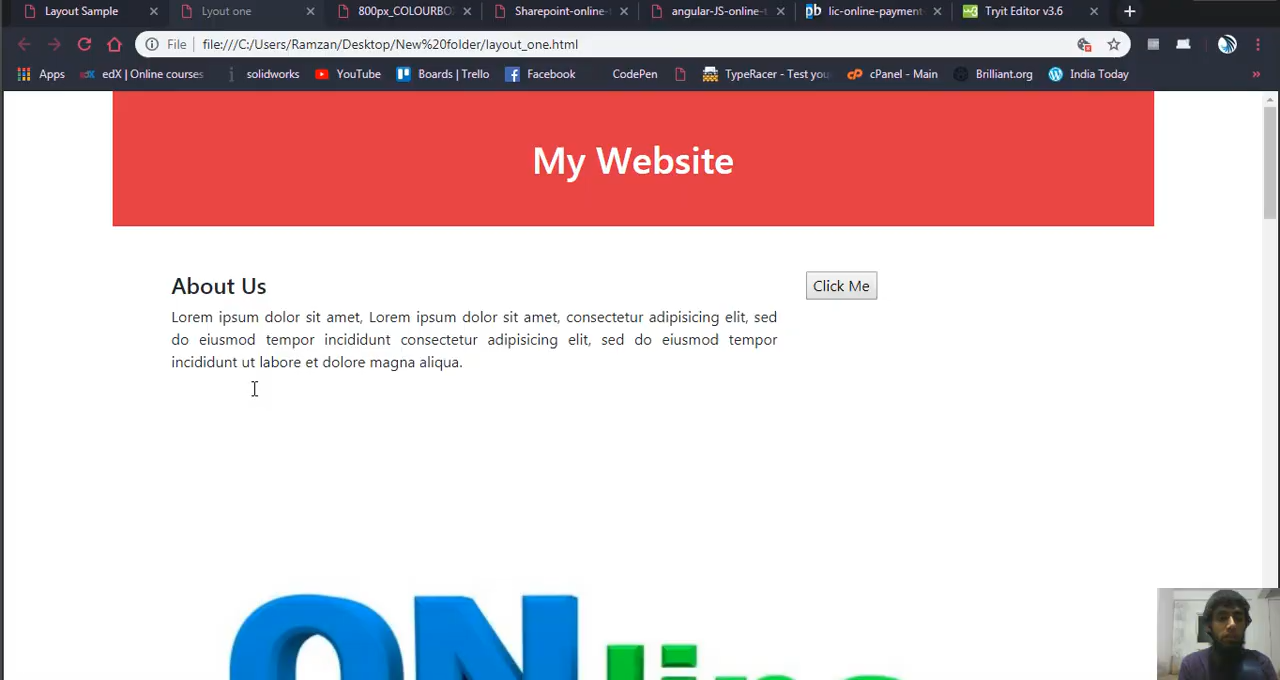 Layout Sample
Lyout one
800px_COLOURBO
Sharepoint-online-
angular-JS-online-t
pb lic-online-payment-
w3 Tryit Editor v3.6
File file:///C:/Users/Ramzan/Desktop/New%20folder/layout_one.html
Apps
edX | Online courses
solidworks
YouTube
Boards | Trello
Facebook
CodePen
TypeRacer - Test you
cPanel - Main
Brilliant.org
India Today
My Website
About Us
Click Me
Lorem ipsum dolor sit amet, Lorem ipsum dolor sit amet, consectetur adipisicing elit, sed
do eiusmod tempor incididunt consectetur adipisicing elit, sed do eiusmod tempor
incididunt ut labore et dolore magna aliqua.
ONline